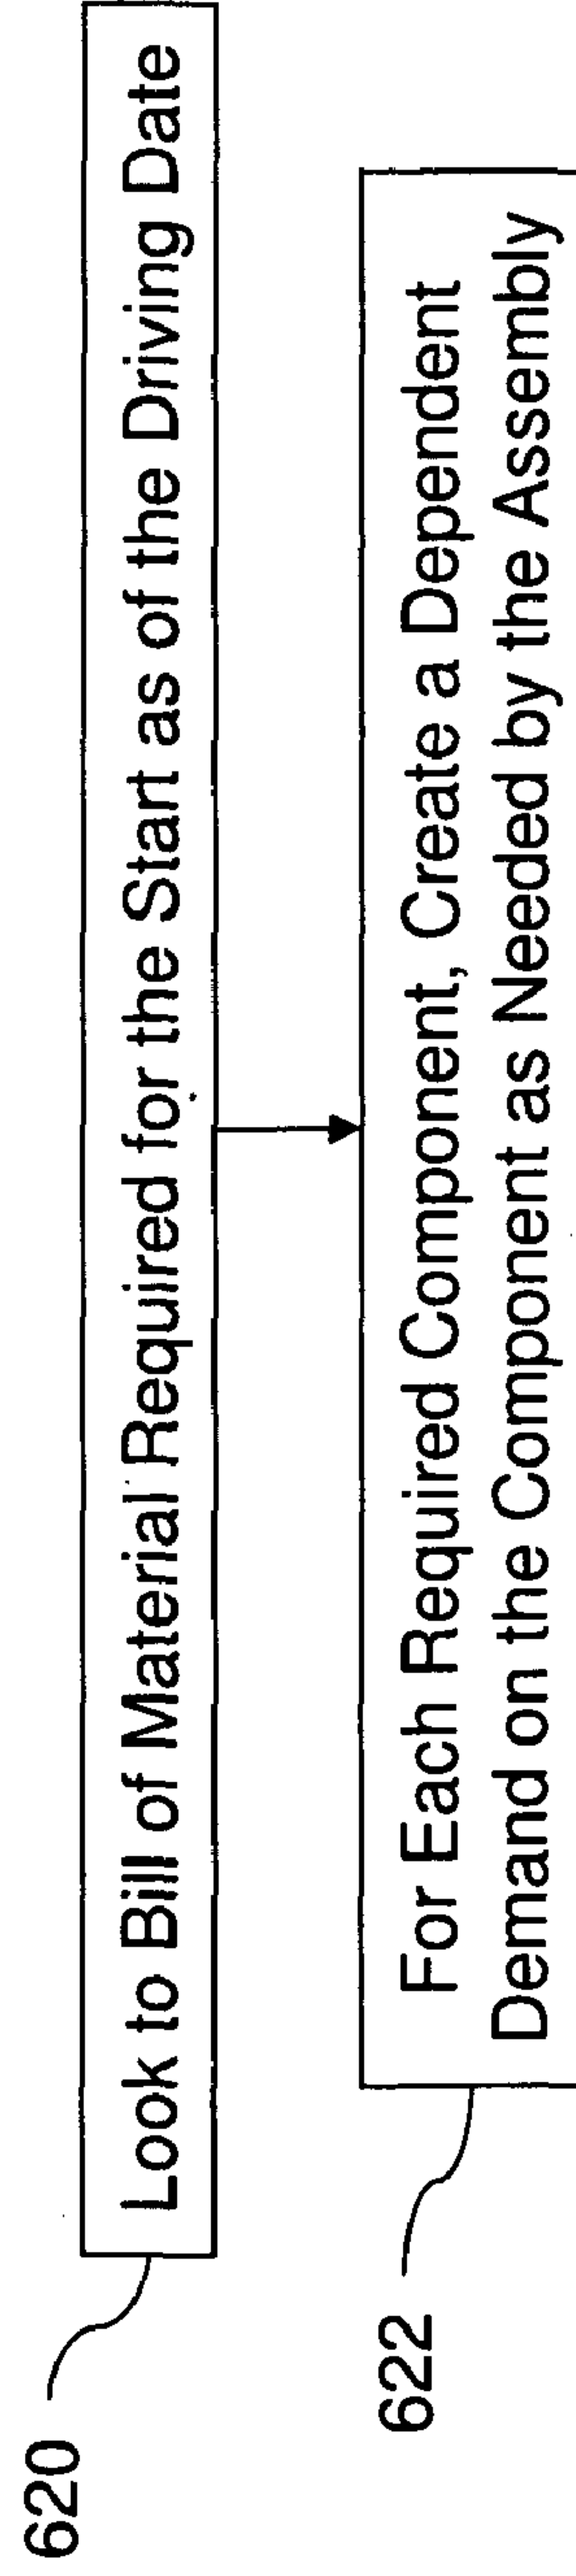 Look to Bill of Material Required for the Start as of the Driving Date
620
For Each Required Component, Create a Dependent
Demand on the Component as Needed by the Assembly
622